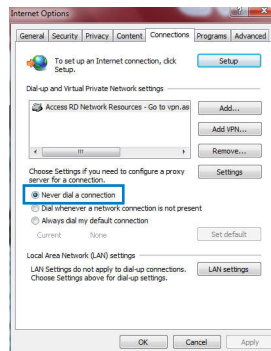 Internet Options
General Security Privacy Content Connections Programs Advanced
To set up an Internet connection, click
Setup.
Setup
Dial-up and Virtual Private Network settings
Access RD Network Resources - Go to vpn.as
Add...
Add VPN...
Remove...
Choose Settings if you need to configure a proxy
server for a connection.
Settings
Never dial a connection
Dial whenever a network connection is not present
Always dial my default connection
Current None
Set default
Local Area Network (LAN) settings
LAN Settings do not apply to dial-up connections.
Choose Settings above for dial-up settings.
LAN settings
OK Cancel Apply